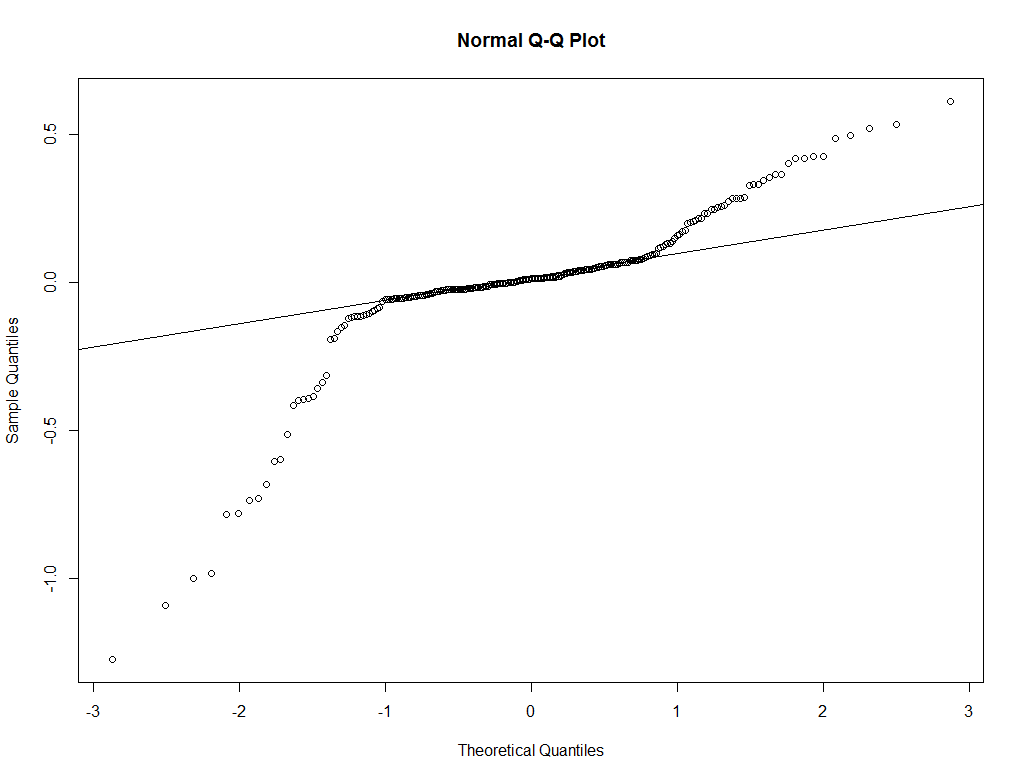 Normal Q-Q Plot
0.5
0.0
-0.5
-1.0
Sample Quantiles
-3 -2 -1 0 1 2 3
Theoretical Quantiles